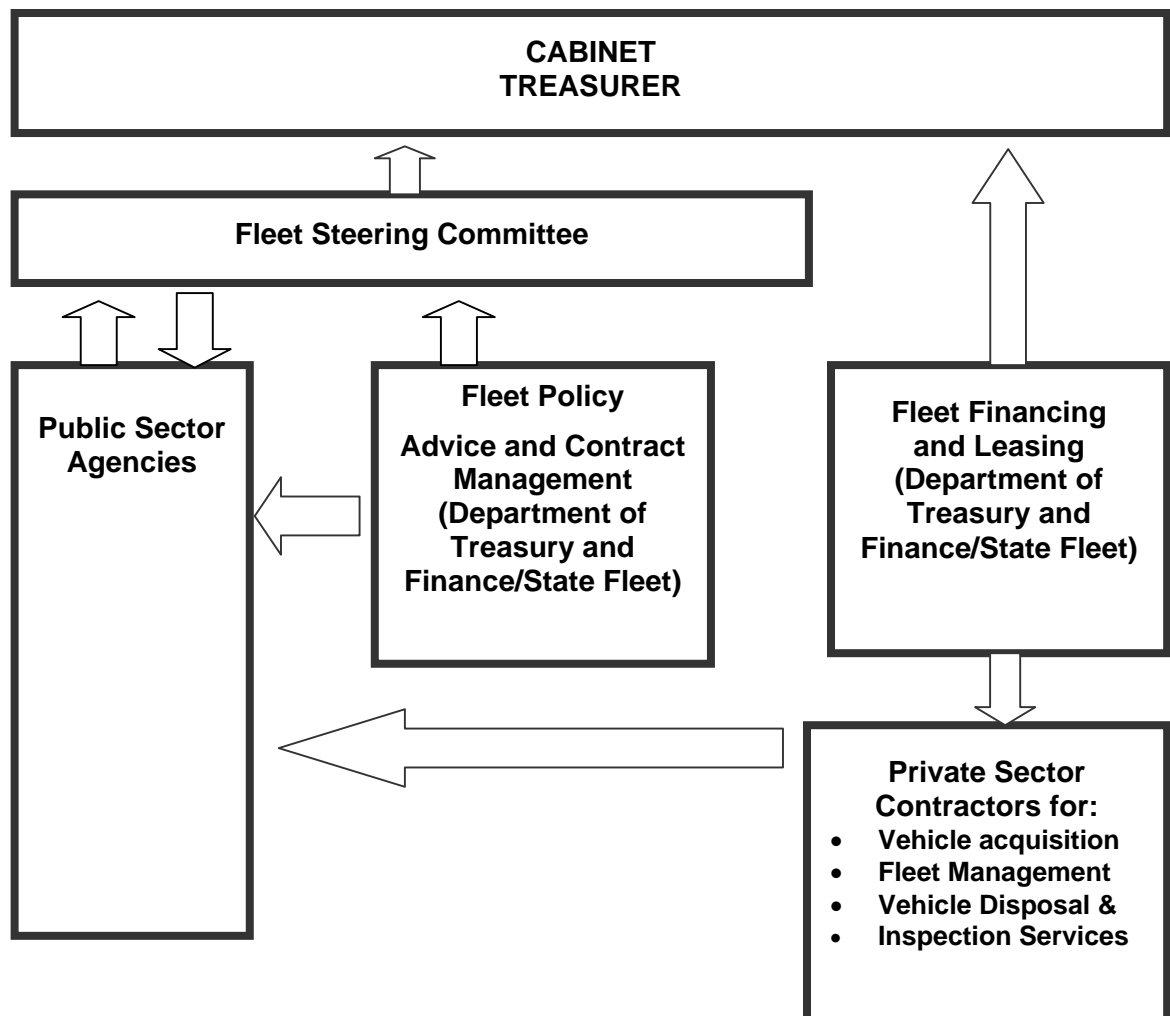 CABINET
TREASURER
Fleet Steering Committee
Public Sector
Agencies
Fleet Policy
Advice and Contract
Management
(Department of
Treasury and
Finance/State Fleet)
Fleet Financing
and Leasing
(Department of
Treasury and
Finance/State Fleet)
Private Sector
Contractors for:
• Vehicle acquisition
• Fleet Management
• Vehicle Disposal &
• Inspection Services